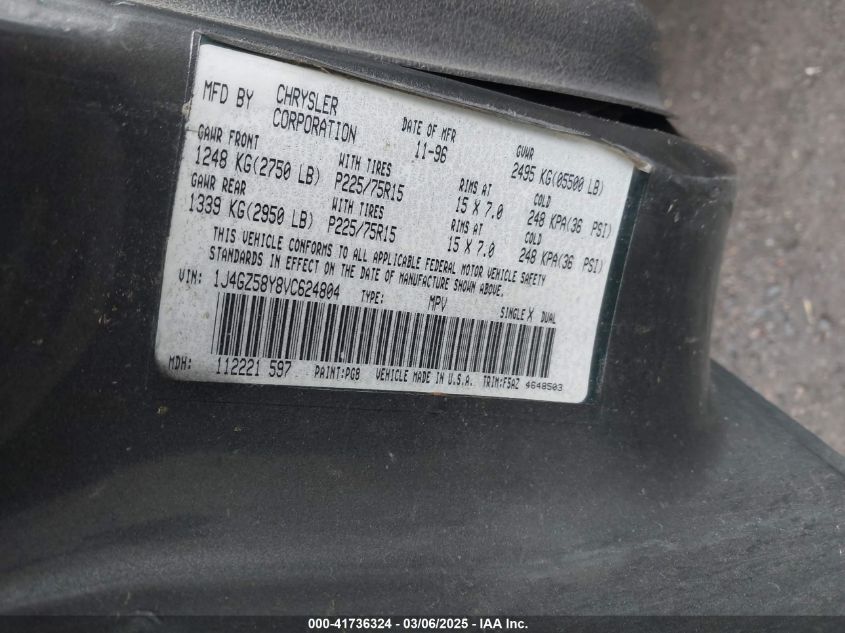 MFD BY CHRYSLER CORPORATION DATE OF MFR 11-96 GVWR 2495 KG(05500 LB)
GAWR FRONT 1248 KG(2750 LB) WITH TIRES P225/75R15 RIMS AT 15 X 7.0 COLD 248 KPA(36 PSI)
GAWR REAR 1339 KG(2950 LB) WITH TIRES P225/75R15 RIMS AT 15 X 7.0 COLD 248 KPA(36 PSI)
THIS VEHICLE CONFORMS TO ALL APPLICABLE FEDERAL MOTOR VEHICLE SAFETY
STANDARDS IN EFFECT ON THE DATE OF MANUFACTURE SHOWN ABOVE.
VIN: 1J4GZ58Y8VC624804 TYPE: MPV SINGLE X DUAL
MDH: 112221 597 PAINT:PG8 VEHICLE MADE IN U.S.A. TRIM:F5AZ 4648503
000-41736324 / 03/06/2025 - IAA Inc.